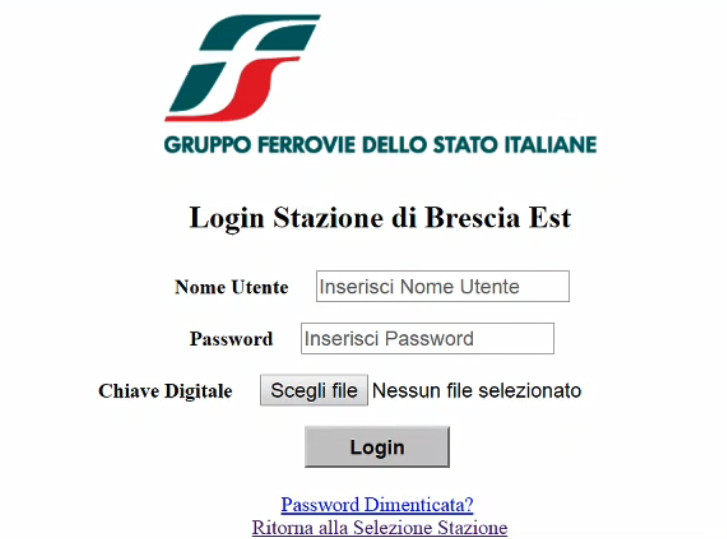 GRUPPO FERROVIE DELLO STATO ITALIANE
Login Stazione di Brescia Est
Nome Utente Inserisci Nome Utente
Password Inserisci Password
Chiave Digitale Scegli file Nessun file selezionato
Login
Password Dimenticata?
Ritorna alla Selezione Stazione